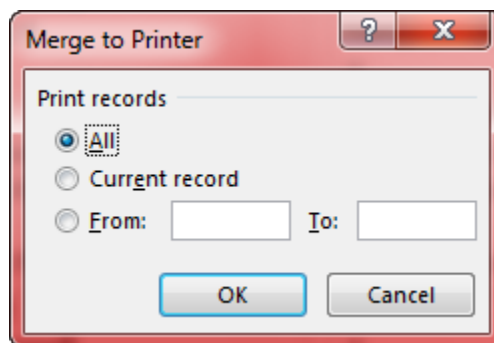 Merge to Printer
?
Print records
All
Current record
From: To:
OK Cancel